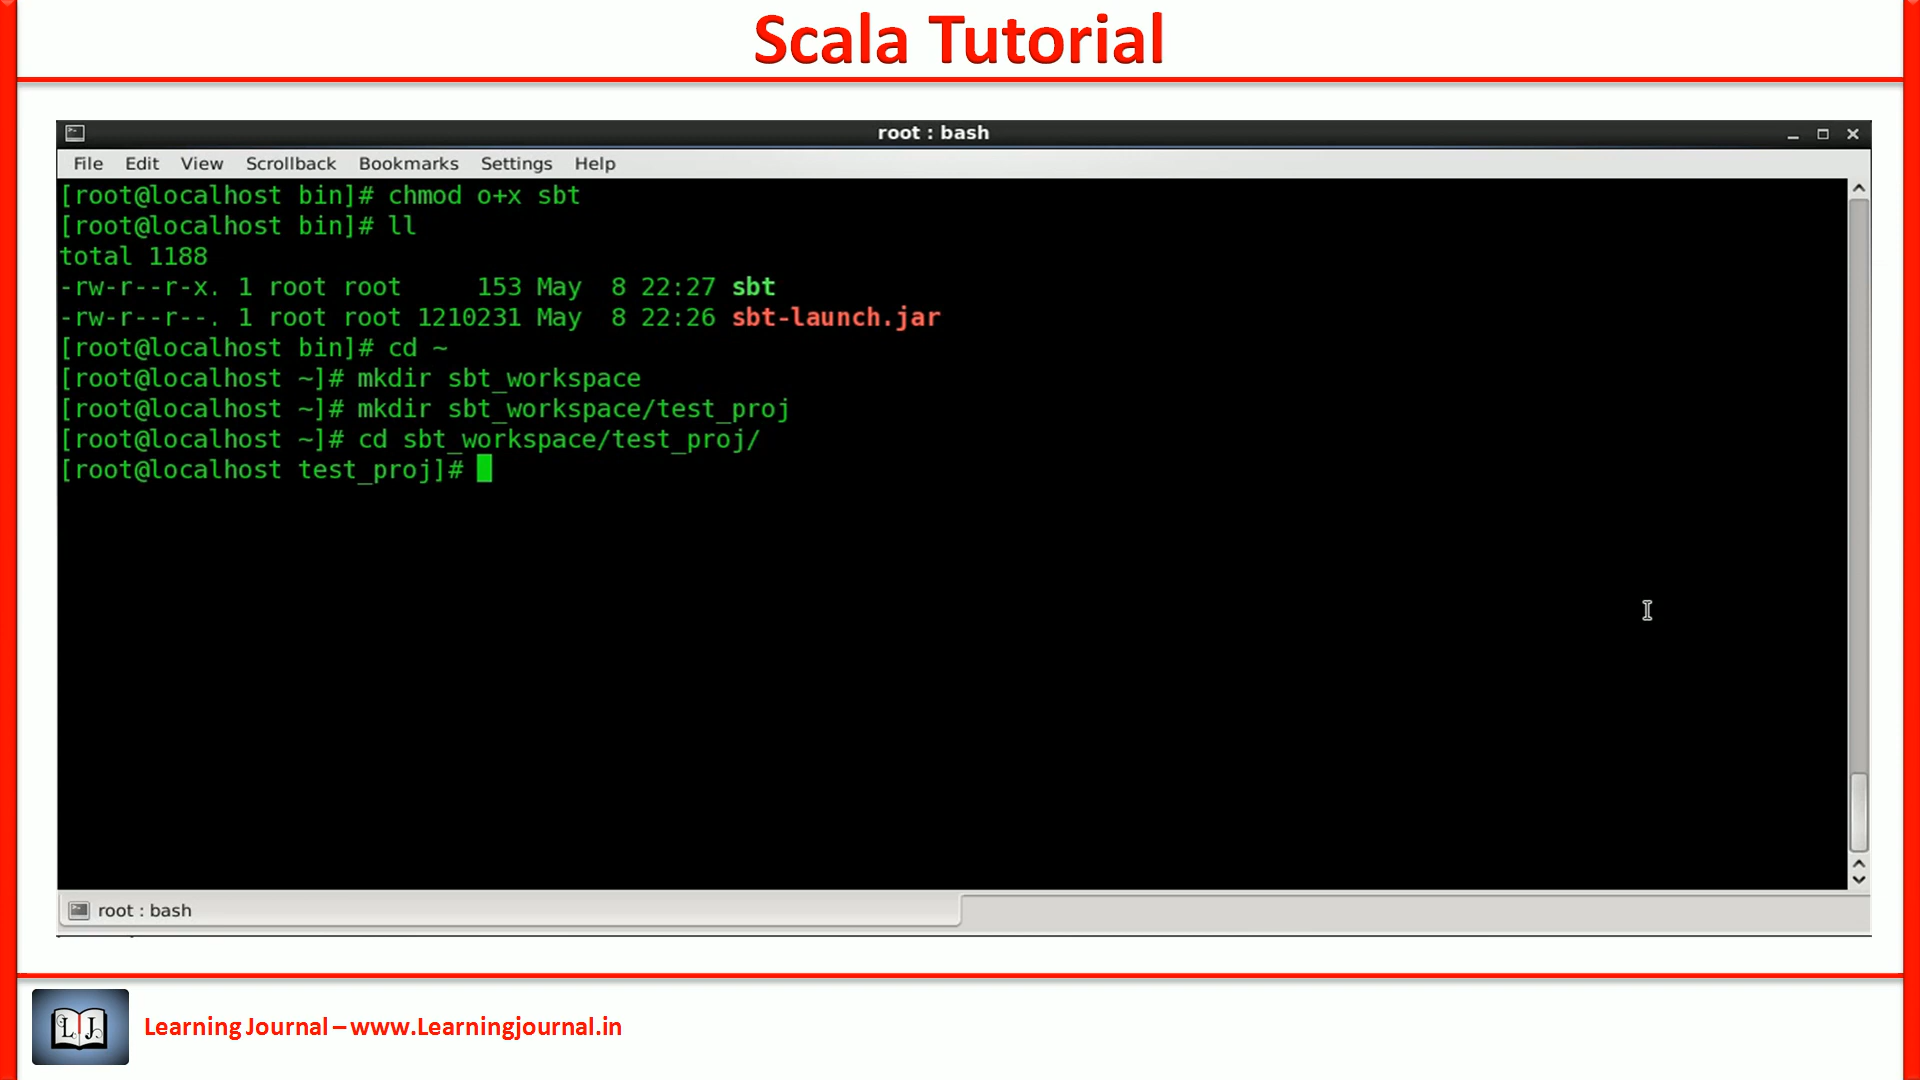 Scala Tutorial
root : bash
File Edit View Scrollback Bookmarks Settings Help
[root@localhost bin]# chmod o+x sbt
[root@localhost bin]# ll
total 1188
-rw-r--r-x. 1 root root     153 May  8 22:27 sbt
-rw-r--r--. 1 root root 1210231 May  8 22:26 sbt-launch.jar
[root@localhost bin]# cd ~
[root@localhost ~]# mkdir sbt_workspace
[root@localhost ~]# mkdir sbt_workspace/test_proj
[root@localhost ~]# cd sbt_workspace/test_proj/
[root@localhost test_proj]#
root : bash
LJ
Learning Journal – www.Learningjournal.in